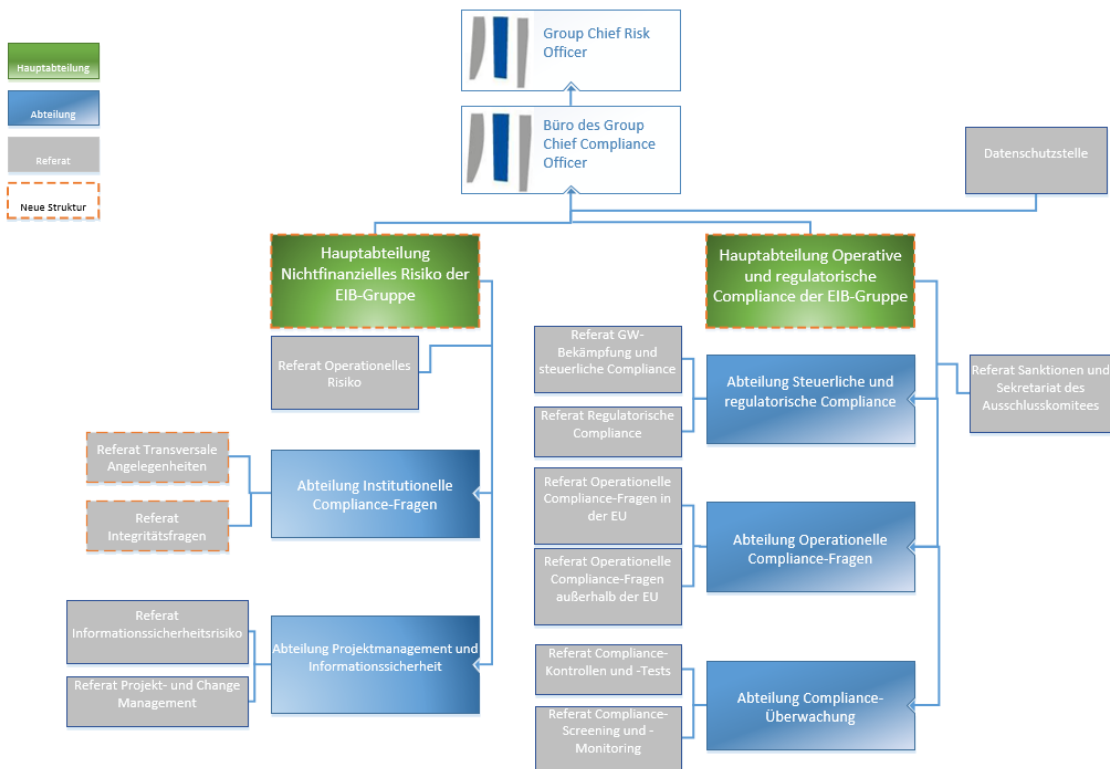 Group Chief Risk
Officer
Hauptabteilung
Abteilung
Referat
Neue Struktur
Büro des Group
Chief Compliance
Officer
Datenschutzstelle
Hauptabteilung
Nichtfinanzielles Risiko der
EIB-Gruppe
Hauptabteilung Operative
und regulatorische
Compliance der EIB-Gruppe
Referat Operationelles
Risiko
Referat Transversale
Angelegenheiten
Referat
Integritätsfragen
Abteilung Institutionelle
Compliance-Fragen
Referat
Informationssicherheitsrisiko
Referat Projekt- und Change
Management
Abteilung Projektmanagement und
Informationssicherheit
Referat GW-
Bekämpfung und
steuerliche Compliance
Referat Regulatorische
Compliance
Abteilung Steuerliche und
regulatorische Compliance
Referat Sanktionen und
Sekretariat des
Ausschlusskomitees
Referat Operationelle
Compliance-Fragen in
der EU
Referat Operationelle
Compliance-Fragen
außerhalb der EU
Abteilung Operationelle
Compliance-Fragen
Referat Compliance-
Kontrollen und -Tests
Referat Compliance-
Screening und -
Monitoring
Abteilung Compliance-
Überwachung